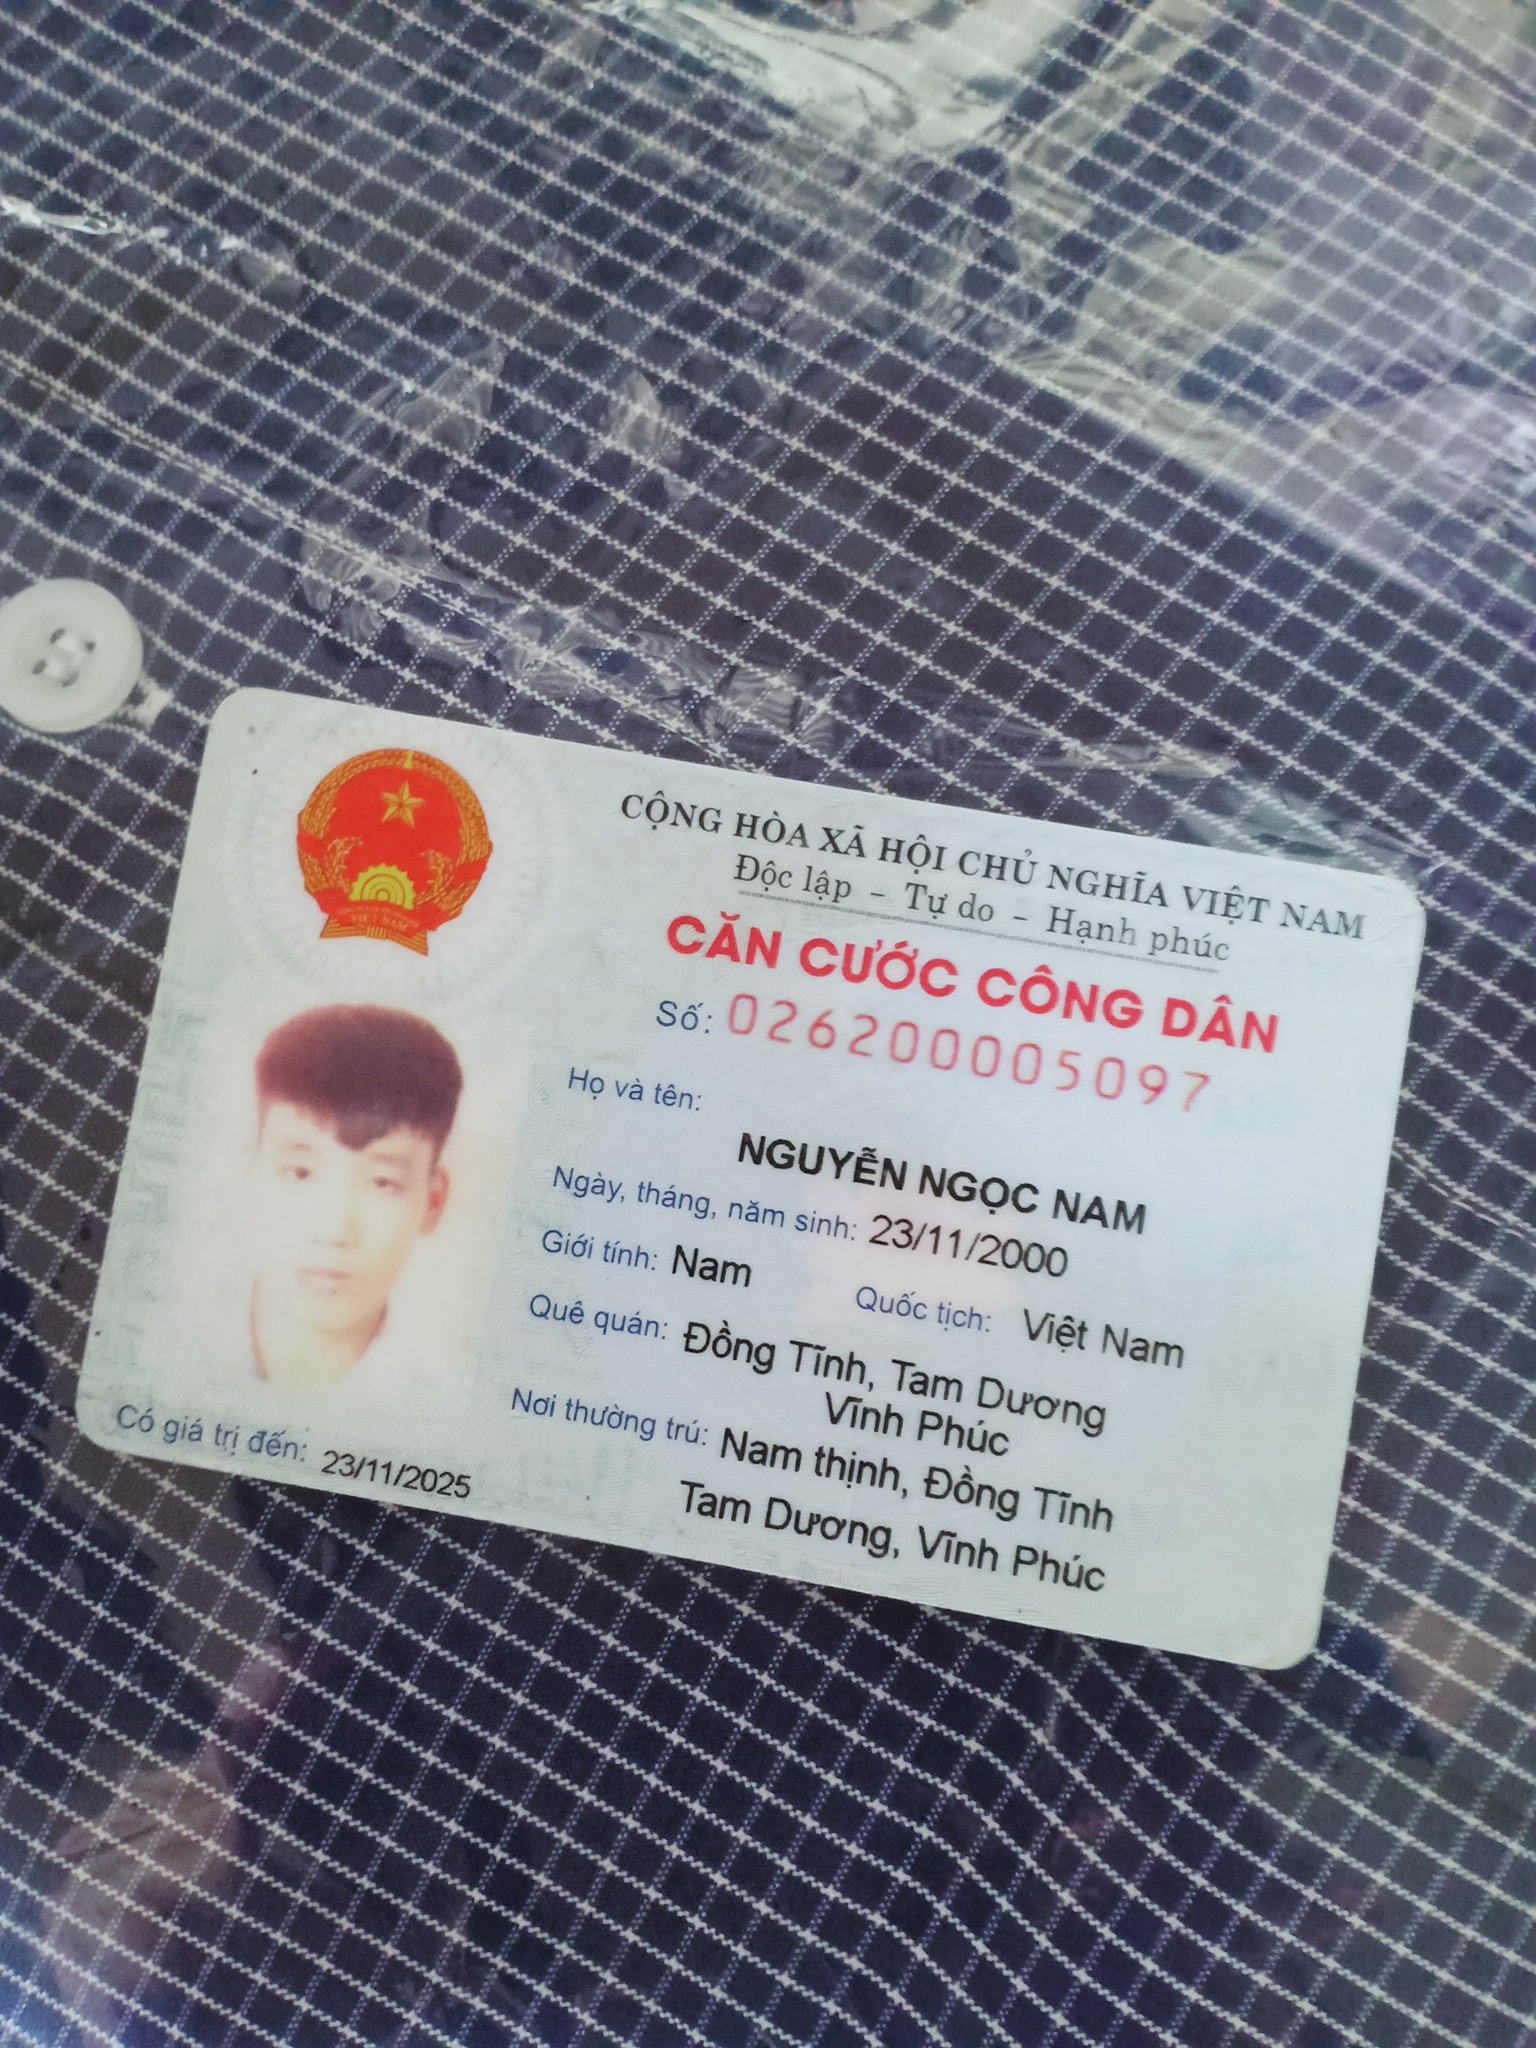 CỘNG HÒA XÃ HỘI CHỦ NGHĨA VIỆT NAM
Độc lập - Tự do - Hạnh phúc
CĂN CƯỚC CÔNG DÂN
Số: 026200005097
Họ và tên:
NGUYỄN NGỌC NAM
Ngày, tháng, năm sinh: 23/11/2000
Giới tính: Nam Quốc tịch: Việt Nam
Quê quán: Đồng Tĩnh, Tam Dương
Vĩnh Phúc
Nơi thường trú: Nam thịnh, Đồng Tĩnh
Tam Dương, Vĩnh Phúc
Có giá trị đến: 23/11/2025
VIỆT NAM